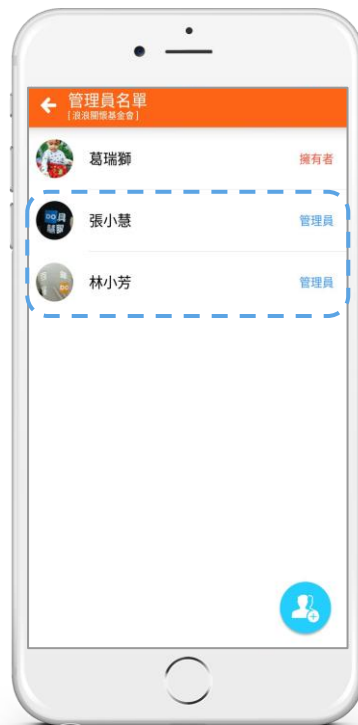 管理員名單
[浪浪關懷基金會]
葛瑞獅
擁有者
張小慧
管理員
林小芳
管理員